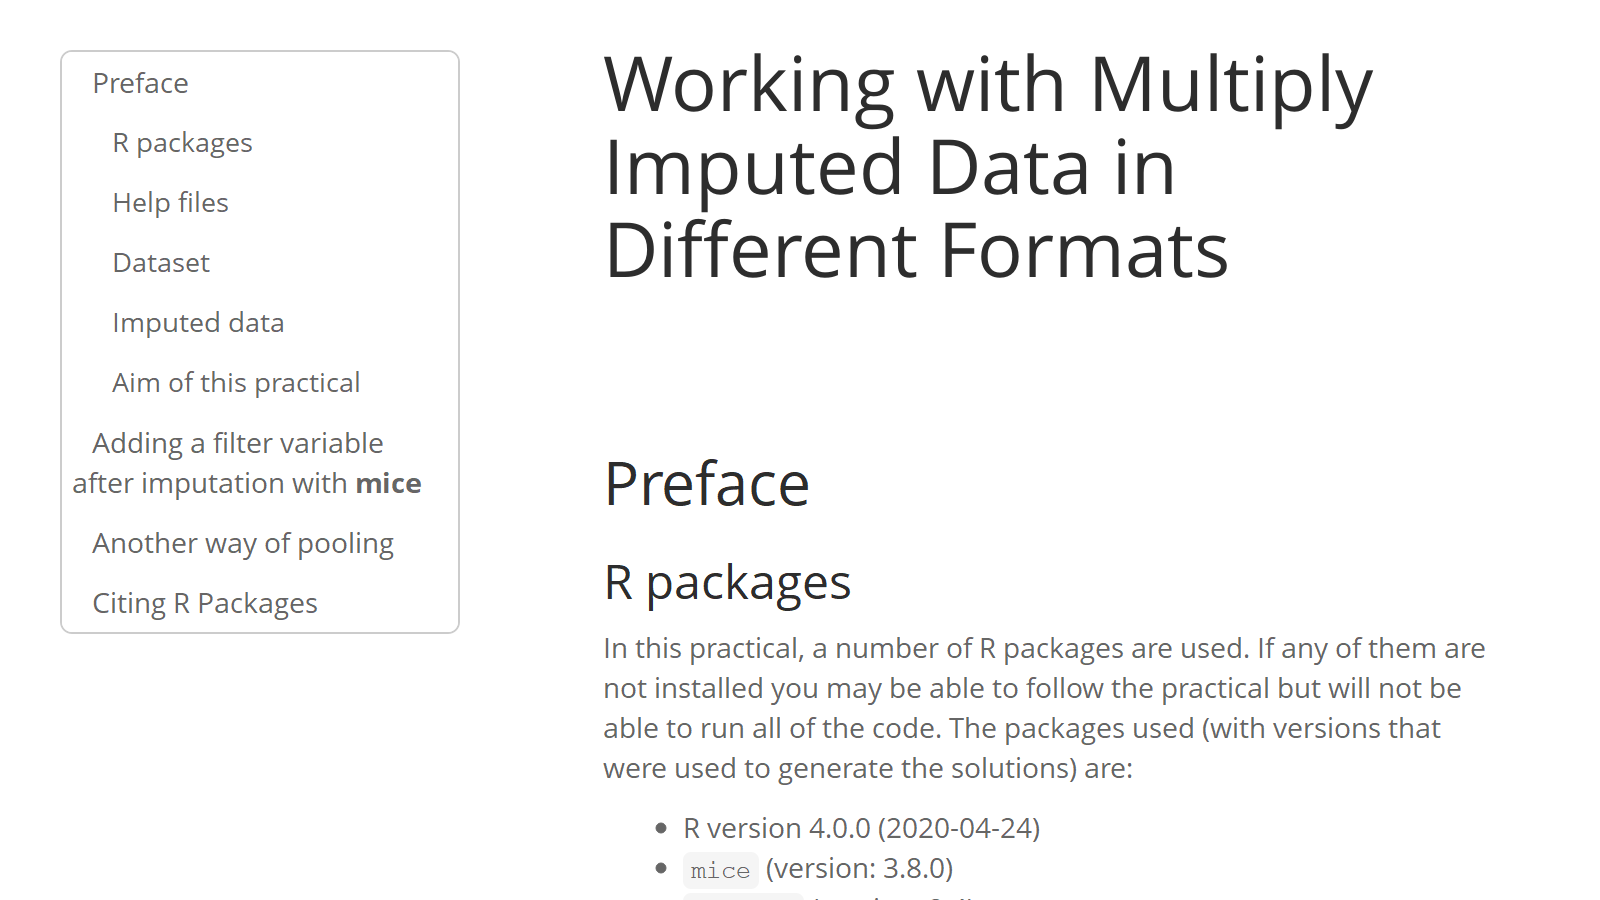 Preface
R packages
Help files
Dataset
Imputed data
Aim of this practical
Adding a filter variable
after imputation with mice
Another way of pooling
Citing R Packages
Working with Multiply
Imputed Data in
Different Formats
Preface
R packages
In this practical, a number of R packages are used. If any of them are
not installed you may be able to follow the practical but will not be
able to run all of the code. The packages used (with versions that
were used to generate the solutions) are:
R version 4.0.0 (2020-04-24)
mice (version: 3.8.0)